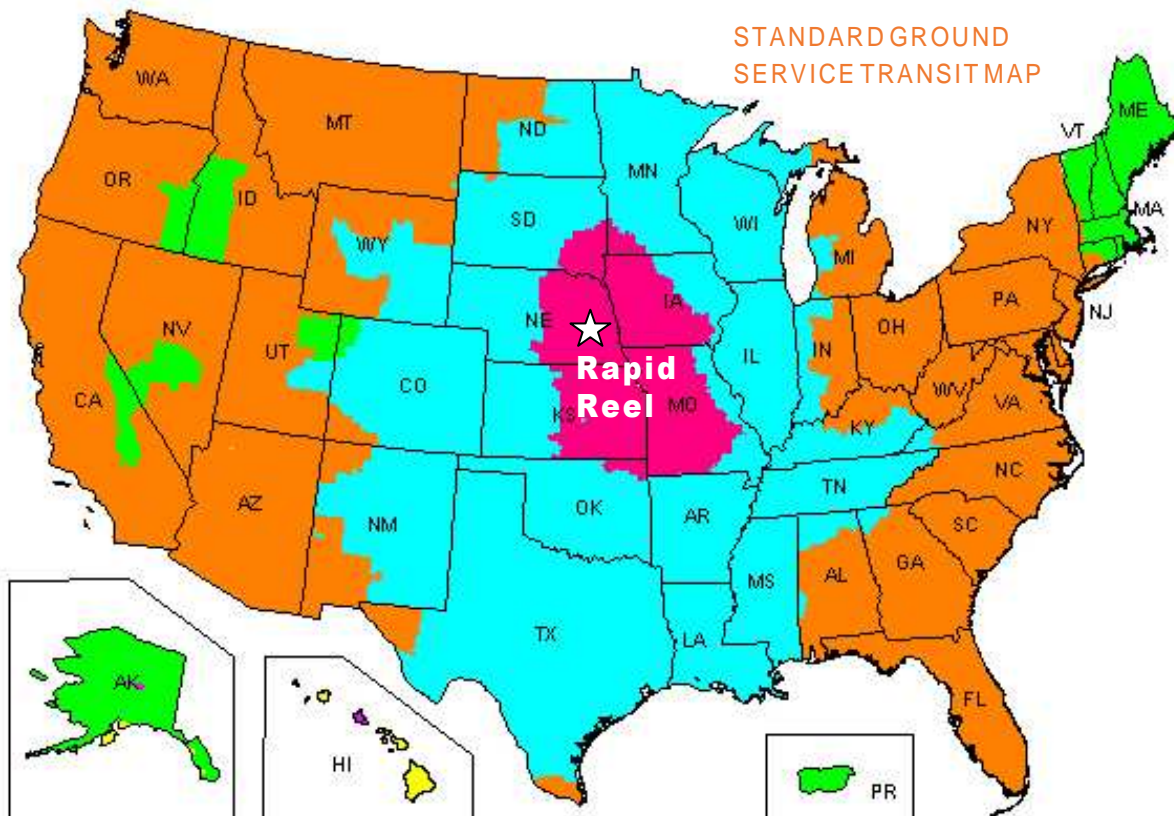 STANDARD GROUND
SERVICE TRANSIT MAP
WA
MT
ND
MN
VT
ME
OR
ID
SD
WI
MA
WY
MI
NY
NV
UT
NE
IA
PA
NJ
OH
IL
IN
CA
CO
Rapid
Reel
KS
MO
WV
VA
KY
NC
TN
AZ
NM
OK
AR
SC
AL
GA
MS
TX
LA
FL
AK
HI
PR